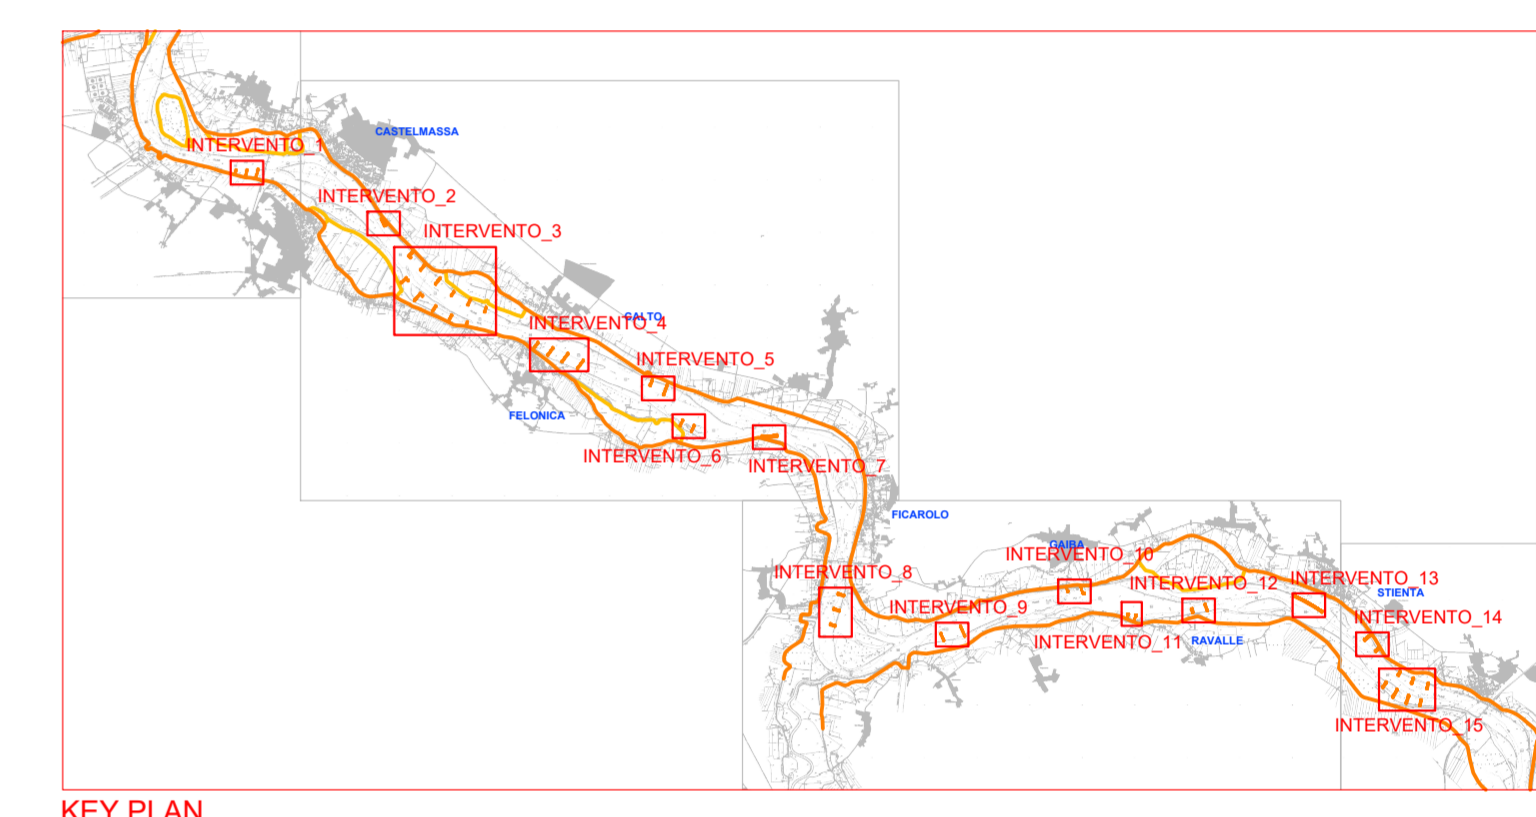 CASTELMASSA
INTERVENTO_1
INTERVENTO_2
INTERVENTO_3
CALTO
INTERVENTO_4
INTERVENTO_5
FELONICA
INTERVENTO_6
INTERVENTO_7
FICAROLO
GAIBA
INTERVENTO_10
INTERVENTO_8
INTERVENTO_12
INTERVENTO_13
STIENTA
INTERVENTO_9
INTERVENTO_14
INTERVENTO_11
RAVALLE
INTERVENTO_15
KEY PLAN